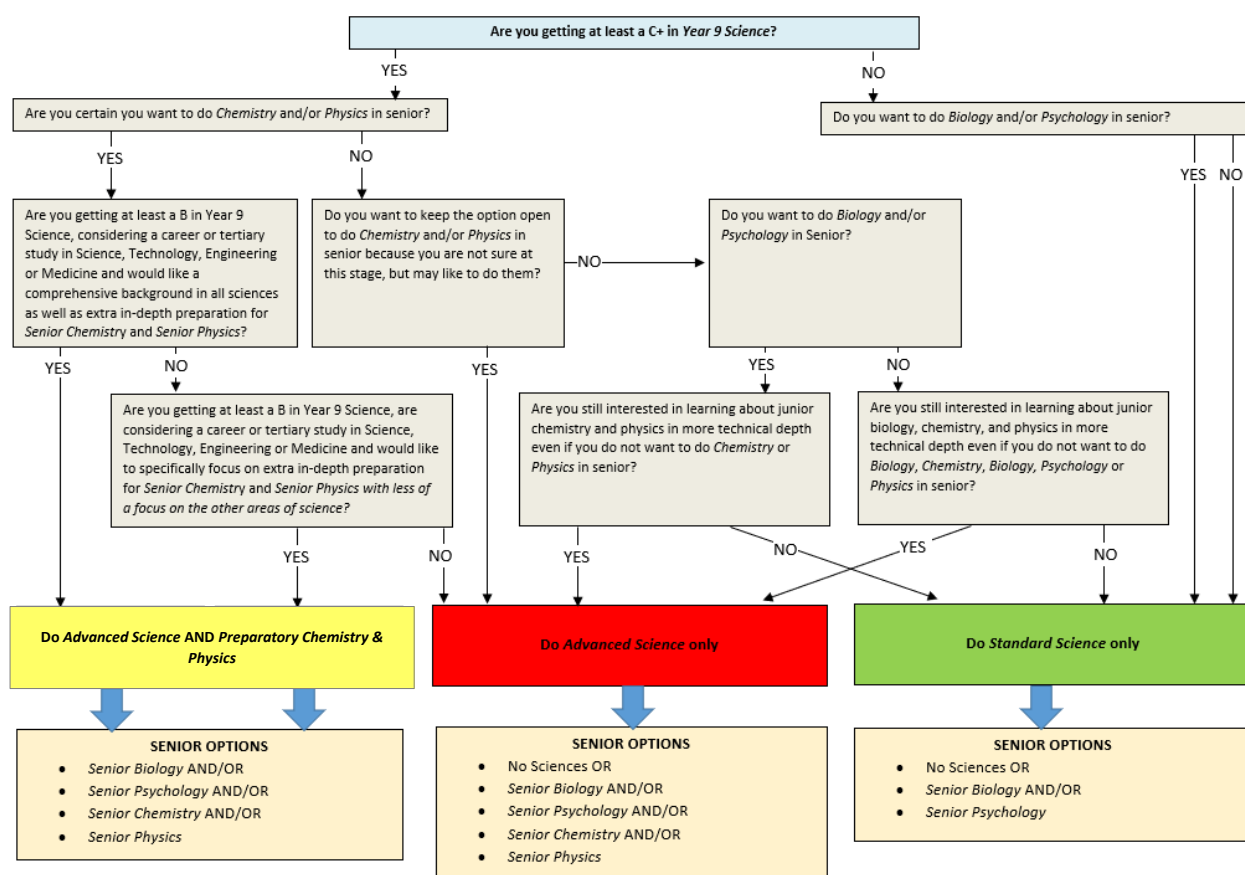 Are you getting at least a C+ in Year 9 Science?
YES
NO
Are you certain you want to do Chemistry and/or Physics in senior?
Do you want to do Biology and/or Psychology in senior?
YES
NO
YES
NO
Are you getting at least a B in Year 9
Science, considering a career or tertiary
study in Science, Technology, Engineering
or Medicine and would like a
comprehensive background in all sciences
as well as extra in-depth preparation for
Senior Chemistry and Senior Physics?
Do you want to keep the option open
to do Chemistry and/or Physics in
senior because you are not sure at
this stage, but may like to do them?
NO
Do you want to do Biology and/or
Psychology in Senior?
YES
NO
YES
YES
NO
Are you getting at least a B in Year 9 Science, are
considering a career or tertiary study in Science,
Technology, Engineering or Medicine and would like
to specifically focus on extra in-depth preparation
for Senior Chemistry and Senior Physics with less of
a focus on the other areas of science?
Are you still interested in learning about junior
chemistry and physics in more technical depth
even if you do not want to do Chemistry or
Physics in senior?
Are you still interested in learning about junior
biology, chemistry, and physics in more
technical depth even if you do not want to do
Biology, Chemistry, Biology, Psychology or
Physics in senior?
YES
NO
YES
NO
YES
NO
Do Advanced Science AND Preparatory Chemistry &
Physics
Do Advanced Science only
Do Standard Science only
SENIOR OPTIONS
• Senior Biology AND/OR
• Senior Psychology AND/OR
• Senior Chemistry AND/OR
• Senior Physics
SENIOR OPTIONS
• No Sciences OR
• Senior Biology AND/OR
• Senior Psychology AND/OR
• Senior Chemistry AND/OR
• Senior Physics
SENIOR OPTIONS
• No Sciences OR
• Senior Biology AND/OR
• Senior Psychology